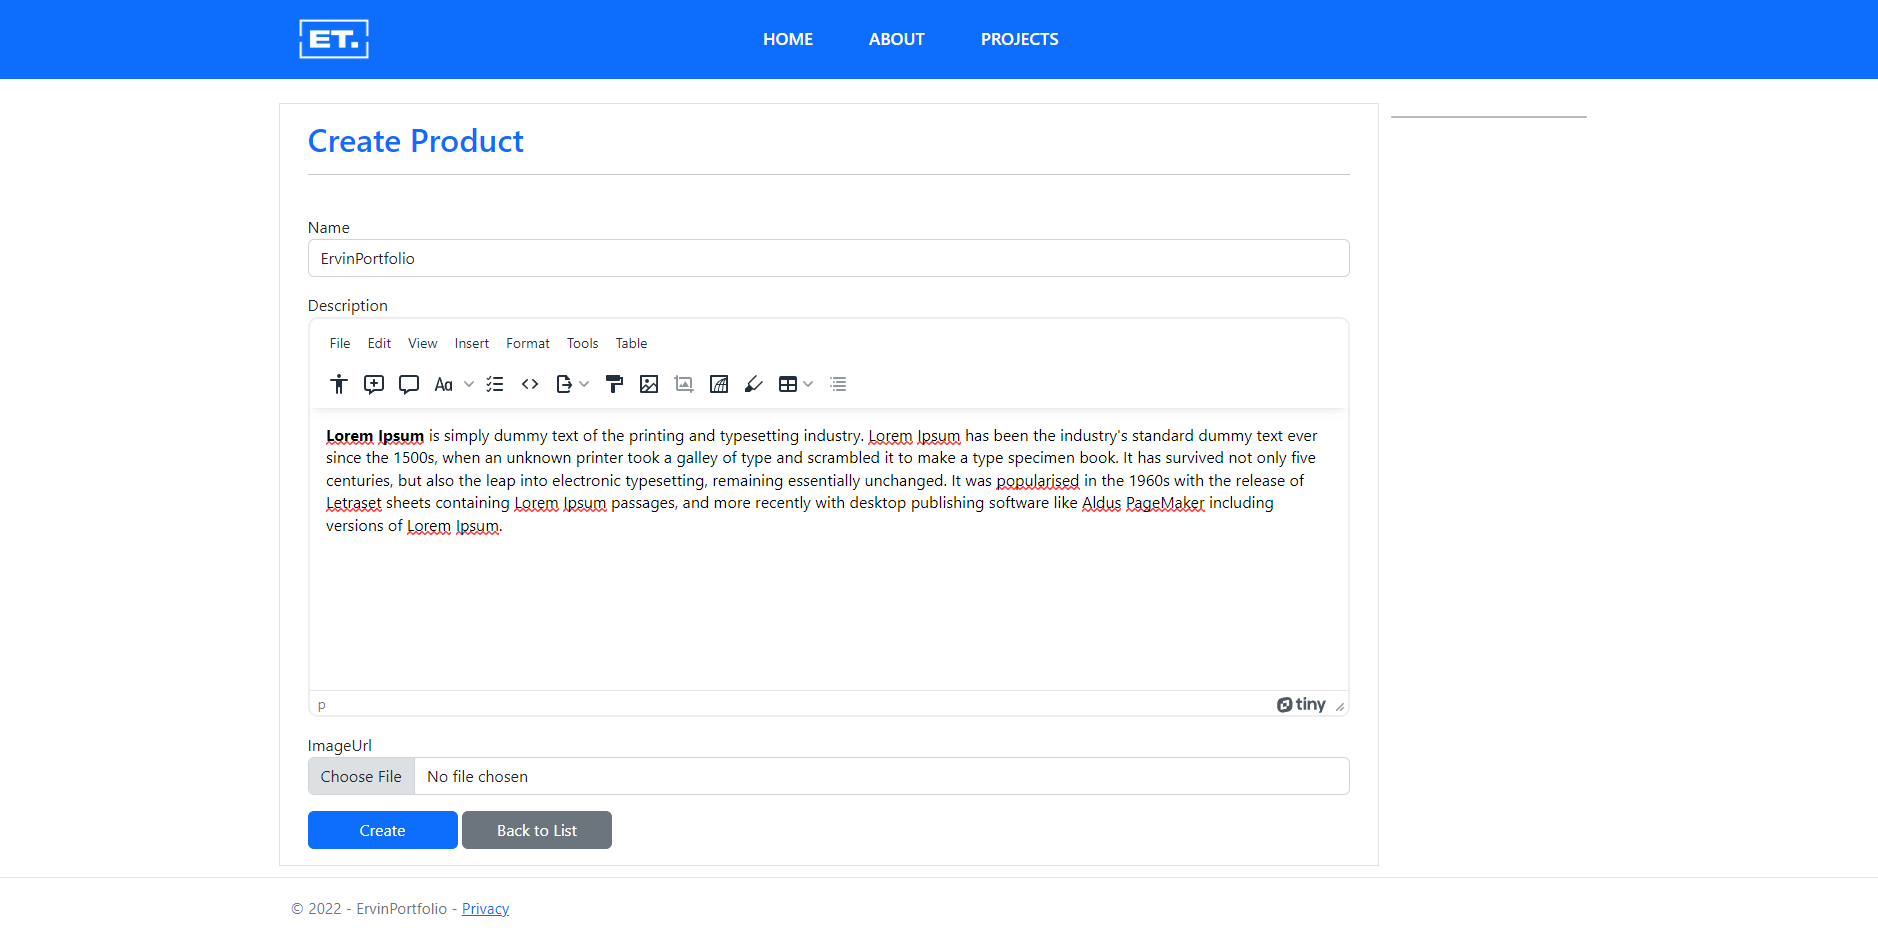 ET.
HOME ABOUT PROJECTS
Create Product
Name
ErvinPortfolio
Description
File Edit View Insert Format Tools Table
Aa
Lorem Ipsum is simply dummy text of the printing and typesetting industry. Lorem Ipsum has been the industry's standard dummy text ever
since the 1500s, when an unknown printer took a galley of type and scrambled it to make a type specimen book. It has survived not only five
centuries, but also the leap into electronic typesetting, remaining essentially unchanged. It was popularised in the 1960s with the release of
Letraset sheets containing Lorem Ipsum passages, and more recently with desktop publishing software like Aldus PageMaker including
versions of Lorem Ipsum.
p tiny
ImageUrl
Choose File No file chosen
Create Back to List
© 2022 - ErvinPortfolio - Privacy